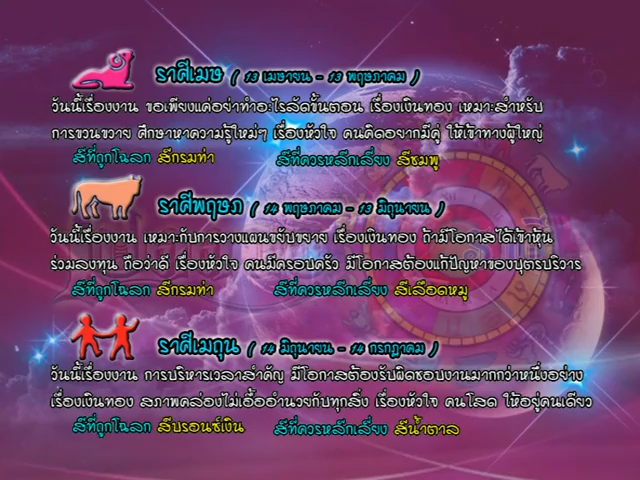 ราศีเมษ ( 13 เมษายน - 13 พฤษภาคม )
วันนี้เรื่องงาน ขอเพียงแค่อย่าทำอะไรลัดขั้นตอน เรื่องเงินทอง เหมาะสำหรับ
การขวนขวาย ศึกษาหาความรู้ใหม่ๆ เรื่องหัวใจ คนคิดอยากมีคู่ ให้เข้าทางผู้ใหญ่
สีที่ถูกโฉลก สีกรมท่า สีที่ควรหลีกเลี่ยง สีชมพู
ราศีพฤษภ ( 14 พฤษภาคม - 13 มิถุนายน )
วันนี้เรื่องงาน เหมาะกับการวางแผนขยับขยาย เรื่องเงินทอง ถ้ามีโอกาสได้เข้าหุ้น
ร่วมลงทุน ถือว่าดี เรื่องหัวใจ คนมีครอบครัว มีโอกาสต้องแก้ปัญหาของบุตรบริวาร
สีที่ถูกโฉลก สีกรมท่า สีที่ควรหลีกเลี่ยง สีเลือดหมู
ราศีเมถุน ( 14 มิถุนายน - 14 กรกฎาคม )
วันนี้เรื่องงาน การบริหารเวลาสำคัญ มีโอกาสต้องรับผิดชอบงานมากกว่าหนึ่งอย่าง
เรื่องเงินทอง สภาพคล่องไม่เอื้ออำนวยกับทุกสิ่ง เรื่องหัวใจ คนโสด ให้อยู่คนเดียว
สีที่ถูกโฉลก สีบรอนซ์เงิน สีที่ควรหลีกเลี่ยง สีน้ำตาล